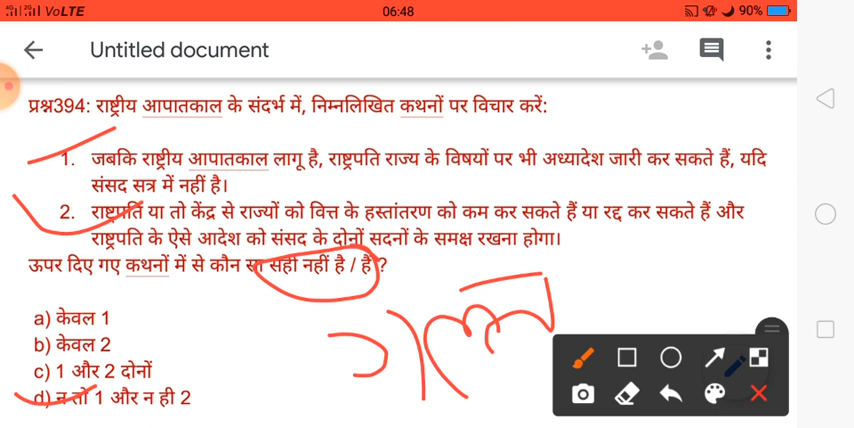 4G 2G VoLTE 06:48 90%
Untitled document
प्रश्न394: राष्ट्रीय आपातकाल के संदर्भ में, निम्नलिखित कथनों पर विचार करें:
1. जबकि राष्ट्रीय आपातकाल लागू है, राष्ट्रपति राज्य के विषयों पर भी अध्यादेश जारी कर सकते हैं, यदि
संसद सत्र में नहीं है।
2. राष्ट्रपति या तो केंद्र से राज्यों को वित्त के हस्तांतरण को कम कर सकते हैं या रद्द कर सकते हैं और
राष्ट्रपति के ऐसे आदेश को संसद के दोनों सदनों के समक्ष रखना होगा।
ऊपर दिए गए कथनों में से कौन सा सही नहीं है / हैं ?
a) केवल 1
b) केवल 2
c) 1 और 2 दोनों
d) न तो 1 और न ही 2